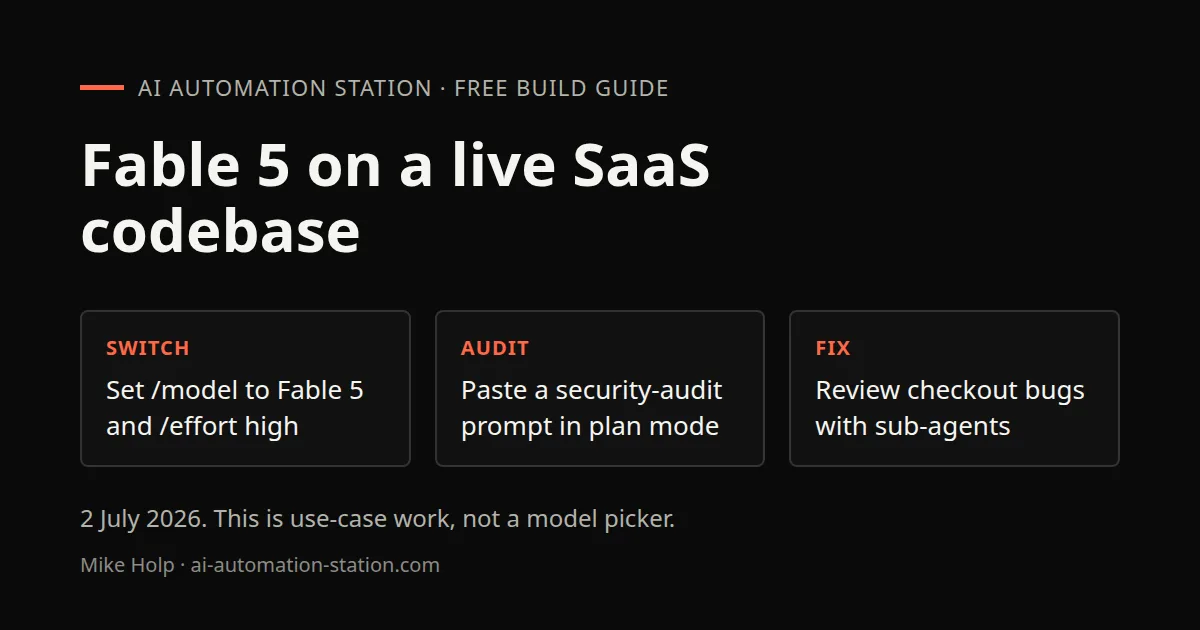 AI AUTOMATION STATION · FREE BUILD GUIDE
Fable 5 on a live SaaS
codebase
SWITCH
Set /model to Fable 5
and /effort high
AUDIT
Paste a security-audit
prompt in plan mode
FIX
Review checkout bugs
with sub-agents
2 July 2026. This is use-case work, not a model picker.
Mike Holp · ai-automation-station.com